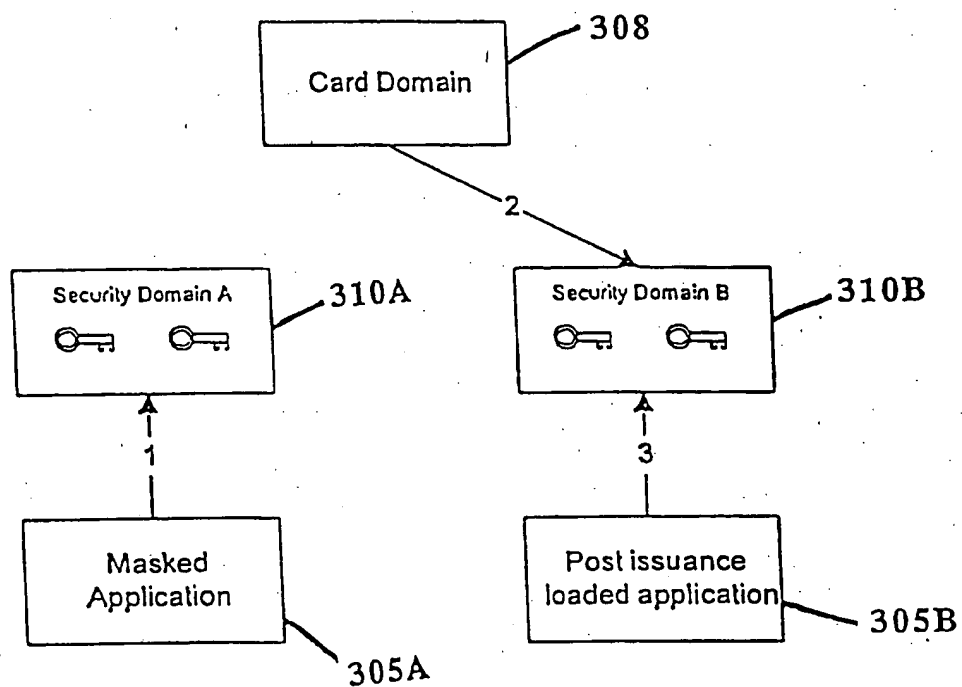 308
Card Domain
2
Security Domain A
310A
Security Domain B
310B
1
3
Masked
Application
Post issuance
loaded application
305A
305B